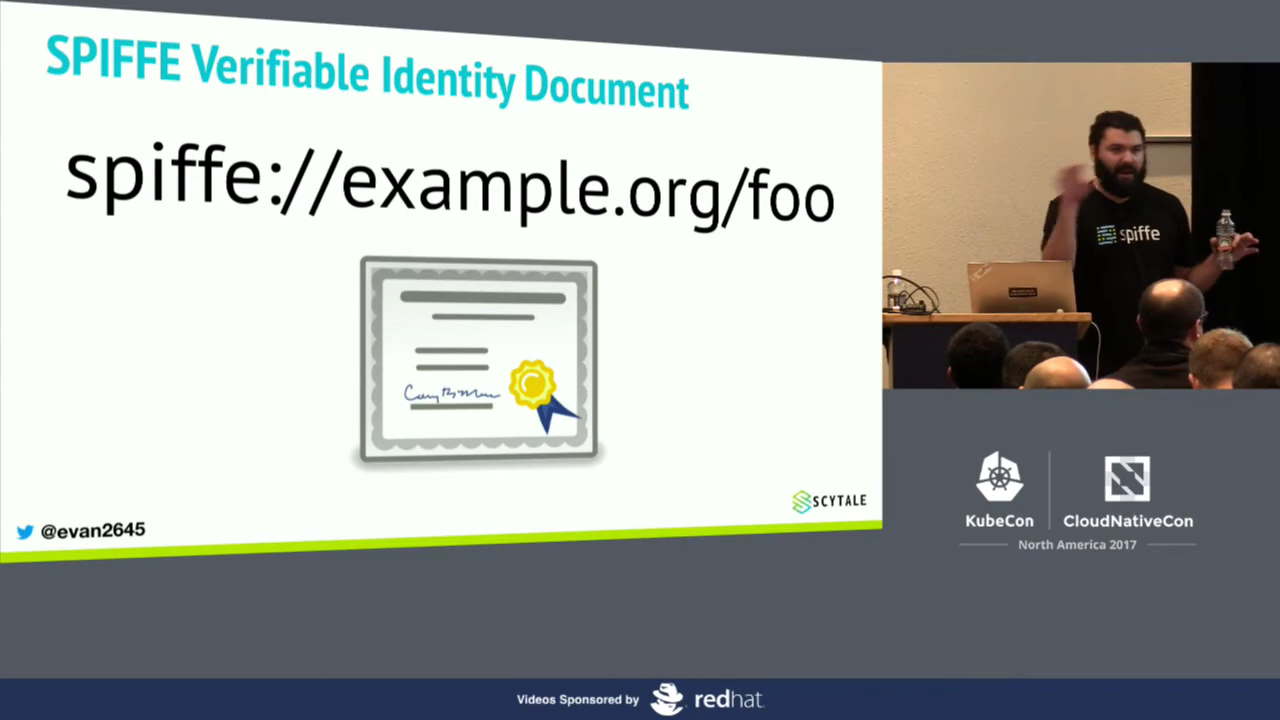 SPIFFE Verifiable Identity Document
spiffe://example.org/foo
SCYTALE
@evan2645
spiffe
KubeCon
CloudNativeCon
North America 2017
Videos Sponsored by
redhat.